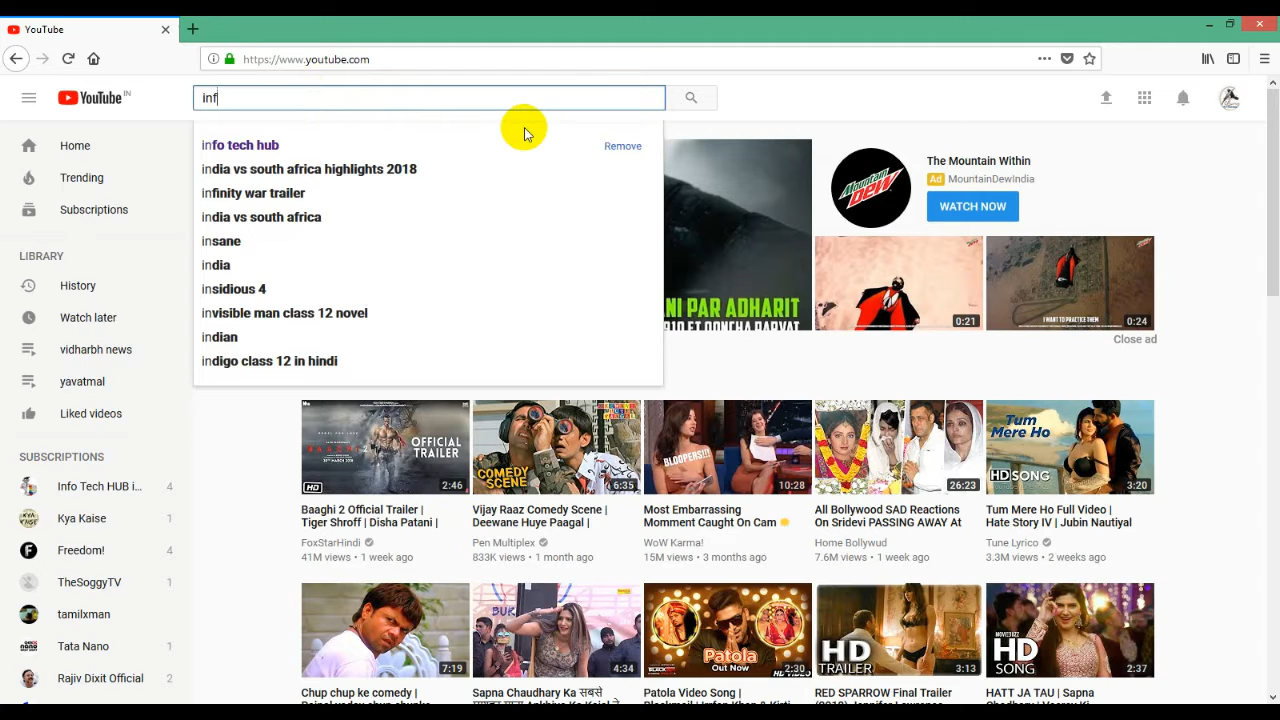 YouTube
https://www.youtube.com
YouTube IN
inf
info tech hub
Remove
india vs south africa highlights 2018
infinity war trailer
india vs south africa
insane
india
insidious 4
invisible man class 12 novel
indian
indigo class 12 in hindi
Home
Trending
Subscriptions
LIBRARY
History
Watch later
vidharbh news
yavatmal
Liked videos
SUBSCRIPTIONS
Info Tech HUB i... 4
Kya Kaise 1
Freedom! 4
TheSoggyTV 1
tamilxman
Tata Nano 1
Rajiv Dixit Official 2
NI PAR ADHARIT
The Mountain Within
Ad MountainDewIndia
WATCH NOW
0:21
I WANT TO PRACTICE THEM
0:24
Close ad
OFFICIAL
TRAILER
HD
2:46
Baaghi 2 Official Trailer |
Tiger Shroff | Disha Patani |
FoxStarHindi
41M views • 1 week ago
COMEDY
SCENE
6:35
Vijay Raaz Comedy Scene |
Deewane Huye Paagal |
Pen Multiplex
833K views • 1 month ago
BLOOPERS!!!
10:28
Most Embarrassing
Momment Caught On Cam
WoW Karma!
15M views • 3 months ago
26:23
All Bollywood SAD Reactions
On Sridevi PASSING AWAY At
Home Bollywud
7.6M views • 1 week ago
Tum
Mere Ho
HD SONG
3:20
Tum Mere Ho Full Video |
Hate Story IV | Jubin Nautiyal
Tune Lyrico
3.3M views • 2 weeks ago
7:19
Chup chup ke comedy |
4:34
Sapna Chaudhary Ka सबसे
Patola
Out Now
2:30
Patola Video Song |
HD
TRAILER
3:13
RED SPARROW Final Trailer
HD
SONG
2:37
HATT JA TAU | Sapna